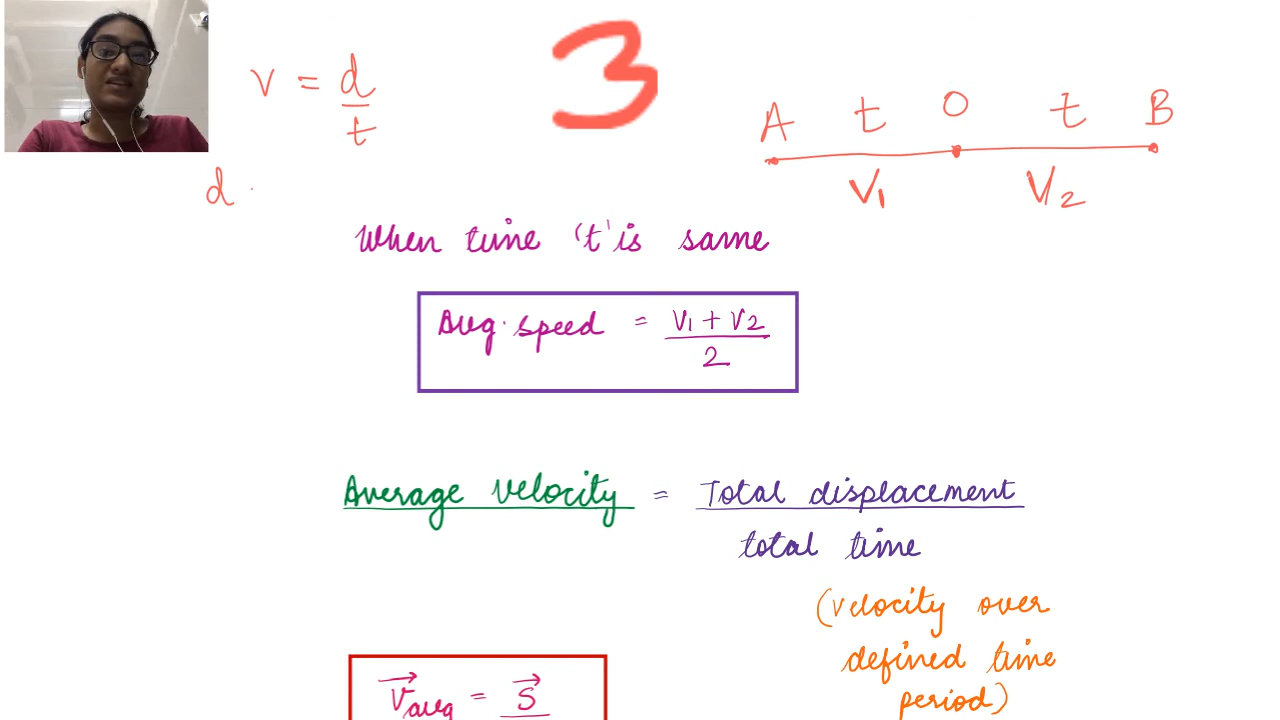 v = d/t
3
A t O t B
V1 V2
d
When time 't' is same
Avg. speed = V1 + V2 / 2
Average velocity = Total displacement
total time
(velocity over
defined time
period)
Vavg = S